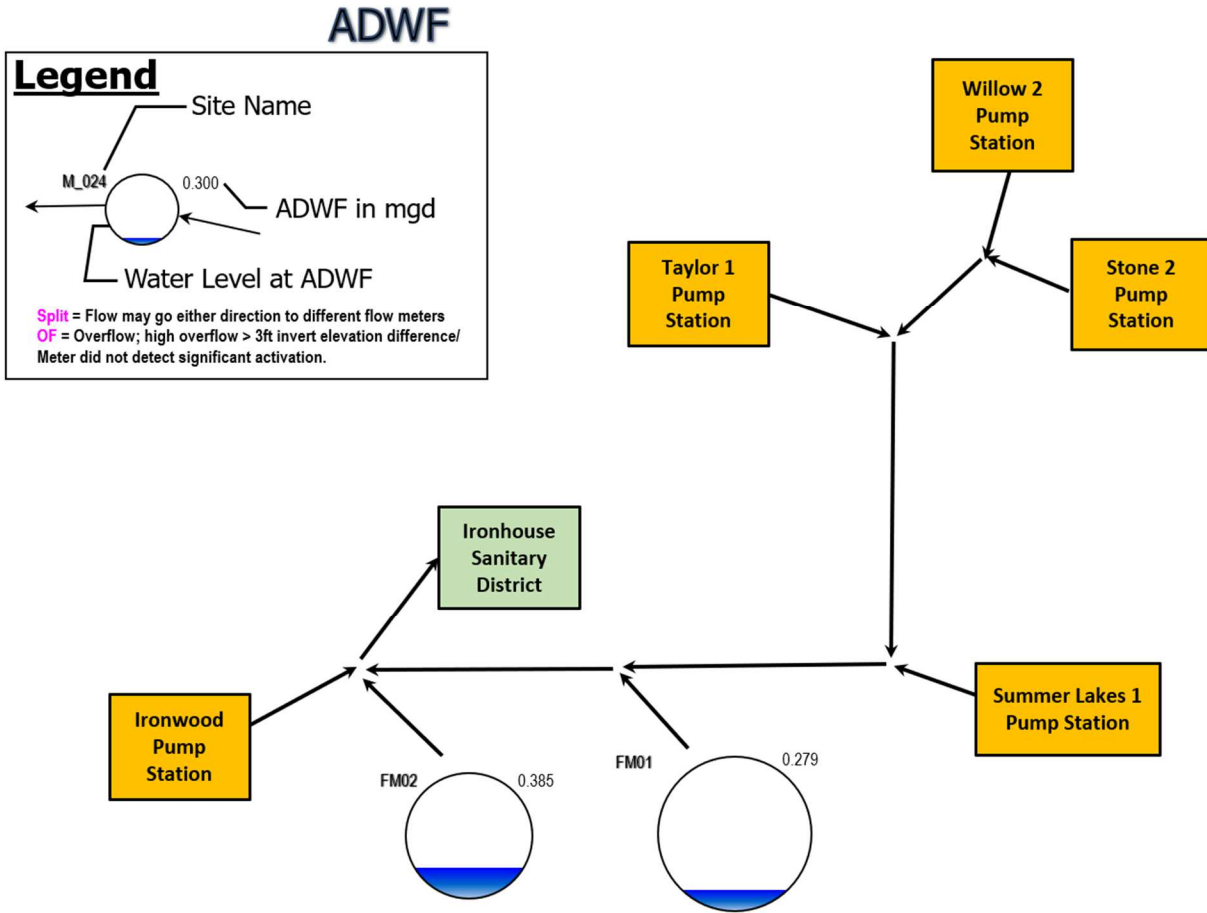 ADWF
Legend
Site Name
M_024
0.300
ADWF in mgd
Water Level at ADWF
Split = Flow may go either direction to different flow meters
OF = Overflow; high overflow > 3ft invert elevation difference/
Meter did not detect significant activation.
Willow 2
Pump
Station
Taylor 1
Pump
Station
Stone 2
Pump
Station
Ironhouse
Sanitary
District
Ironwood
Pump
Station
Summer Lakes 1
Pump Station
FM02
0.385
FM01
0.279